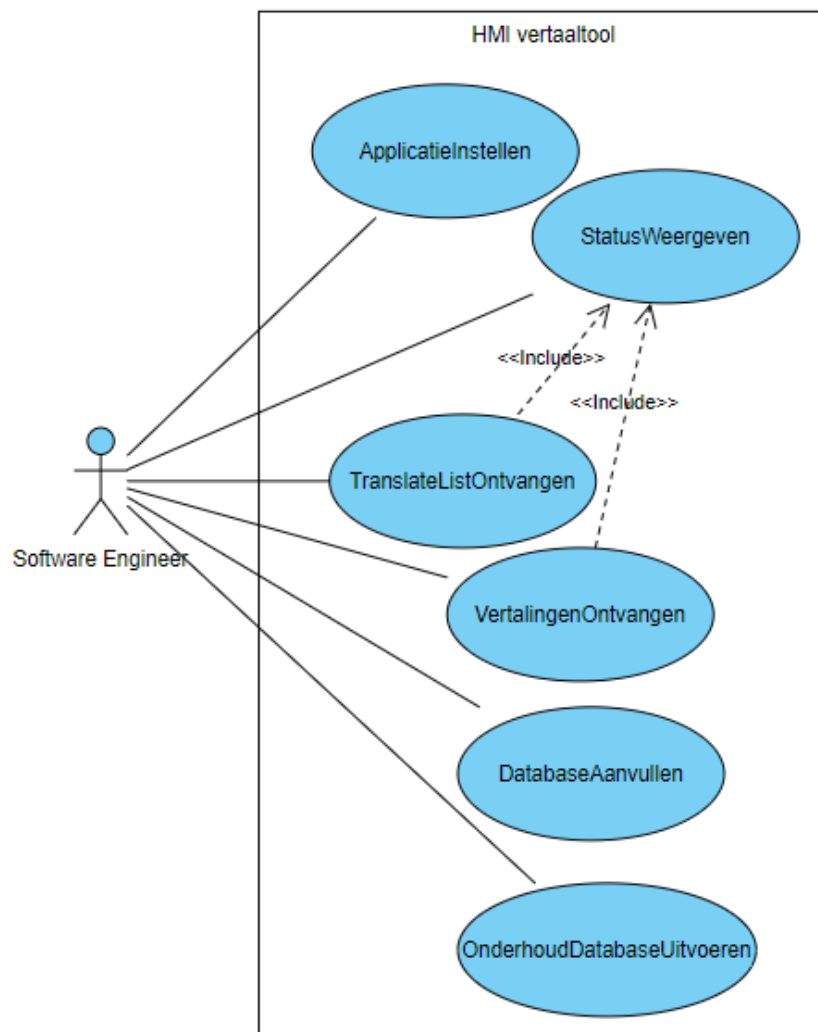 HMI vertaaltool
ApplicatieInstellen
StatusWeergeven
<<Include>>
<<Include>>
TranslateListOntvangen
Software Engineer
VertalingenOntvangen
DatabaseAanvullen
OnderhoudDatabaseUitvoeren